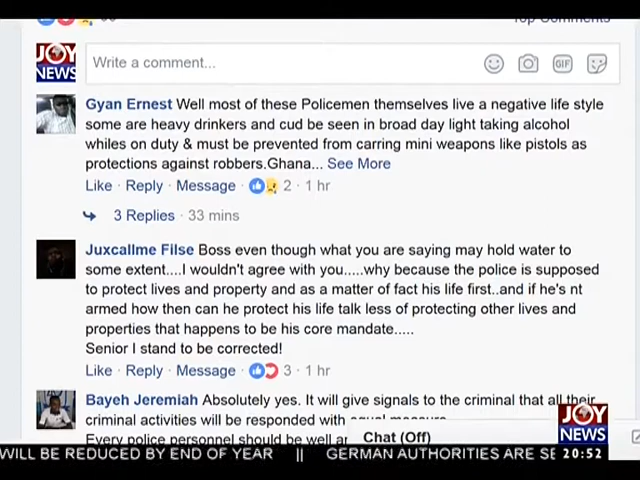 Top Comments
JOY
NEWS
Write a comment...
GIF
Gyan Ernest Well most of these Policemen themselves live a negative life style
some are heavy drinkers and cud be seen in broad day light taking alcohol
whiles on duty & must be prevented from carring mini weapons like pistols as
protections against robbers.Ghana... See More
Like · Reply · Message · 2 · 1 hr
3 Replies · 33 mins
Juxcallme Filse Boss even though what you are saying may hold water to
some extent....I wouldn't agree with you.....why because the police is supposed
to protect lives and property and as a matter of fact his life first..and if he's nt
armed how then can he protect his life talk less of protecting other lives and
properties that happens to be his core mandate.....
Senior I stand to be corrected!
Like · Reply · Message · 3 · 1 hr
Bayeh Jeremiah Absolutely yes. It will give signals to the criminal that all their
criminal activities will be responded with equal measure
Every police personnel should be well
Chat (Off)
JOY
NEWS
WILL BE REDUCED BY END OF YEAR || GERMAN AUTHORITIES ARE SE
20:52